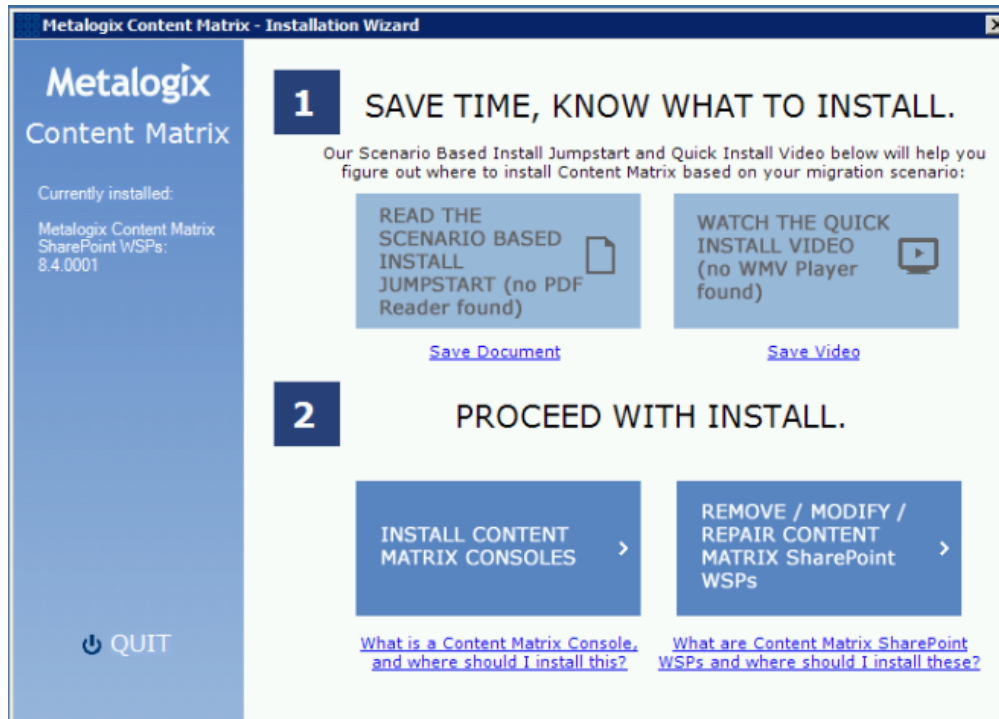 Metalogix Content Matrix - Installation Wizard
Metalogix
Content Matrix
Currently installed:
Metalogix Content Matrix
SharePoint WSPs:
8.4.0001
QUIT
1
SAVE TIME, KNOW WHAT TO INSTALL.
Our Scenario Based Install Jumpstart and Quick Install Video below will help you
figure out where to install Content Matrix based on your migration scenario:
READ THE
SCENARIO BASED
INSTALL
JUMPSTART (no PDF
Reader found)
WATCH THE QUICK
INSTALL VIDEO
(no WMV Player
found)
Save Document
Save Video
2
PROCEED WITH INSTALL.
INSTALL CONTENT
MATRIX CONSOLES
REMOVE / MODIFY /
REPAIR CONTENT
MATRIX SharePoint
WSPs
What is a Content Matrix Console,
and where should I install this?
What are Content Matrix SharePoint
WSPs and where should I install these?